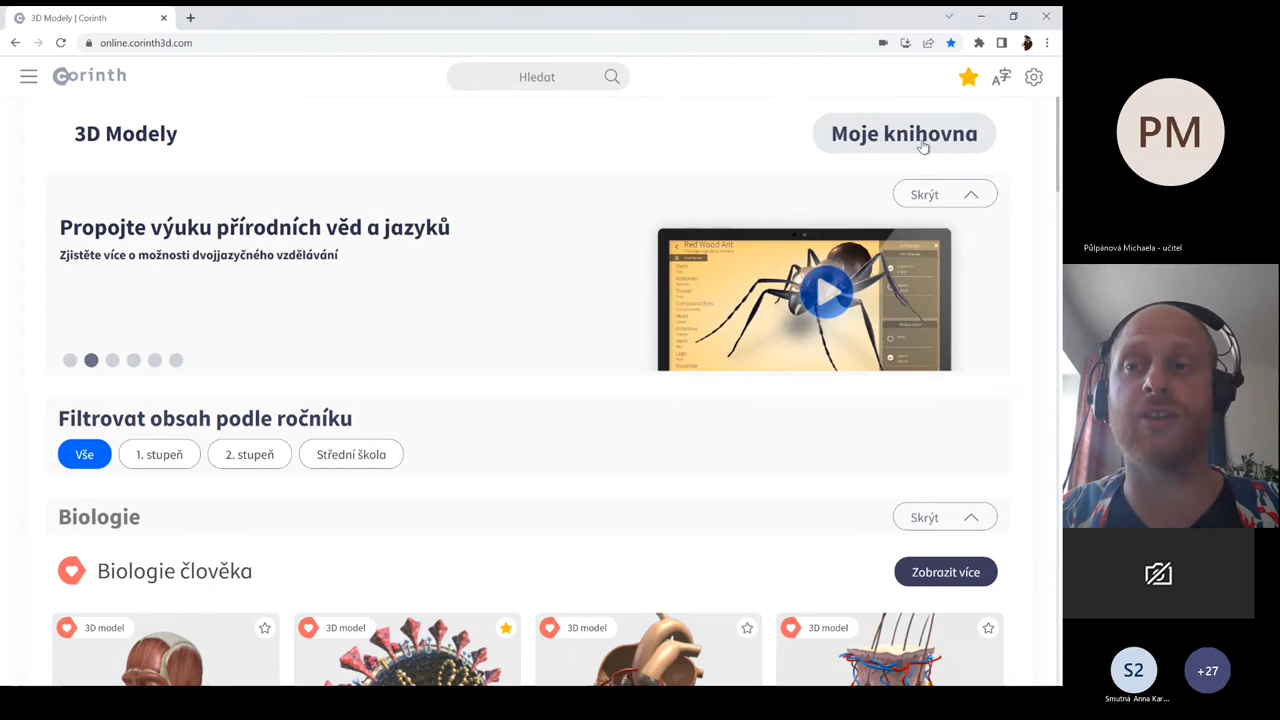 3D Modely | Corinth
online.corinth3d.com
corinth
Hledat
3D Modely
Moje knihovna
Skrýt
Propojte výuku přírodních věd a jazyků
Zjistěte více o možnosti dvojjazyčného vzdělávání
Red Wood Ant
Filtrovat obsah podle ročníku
Vše
1. stupeň
2. stupeň
Střední škola
Biologie
Skrýt
Biologie člověka
Zobrazit více
3D model
3D model
3D model
3D model
PM
Půlpánová Michaela - učitel
S2
+27
Smutná Anna Kar...